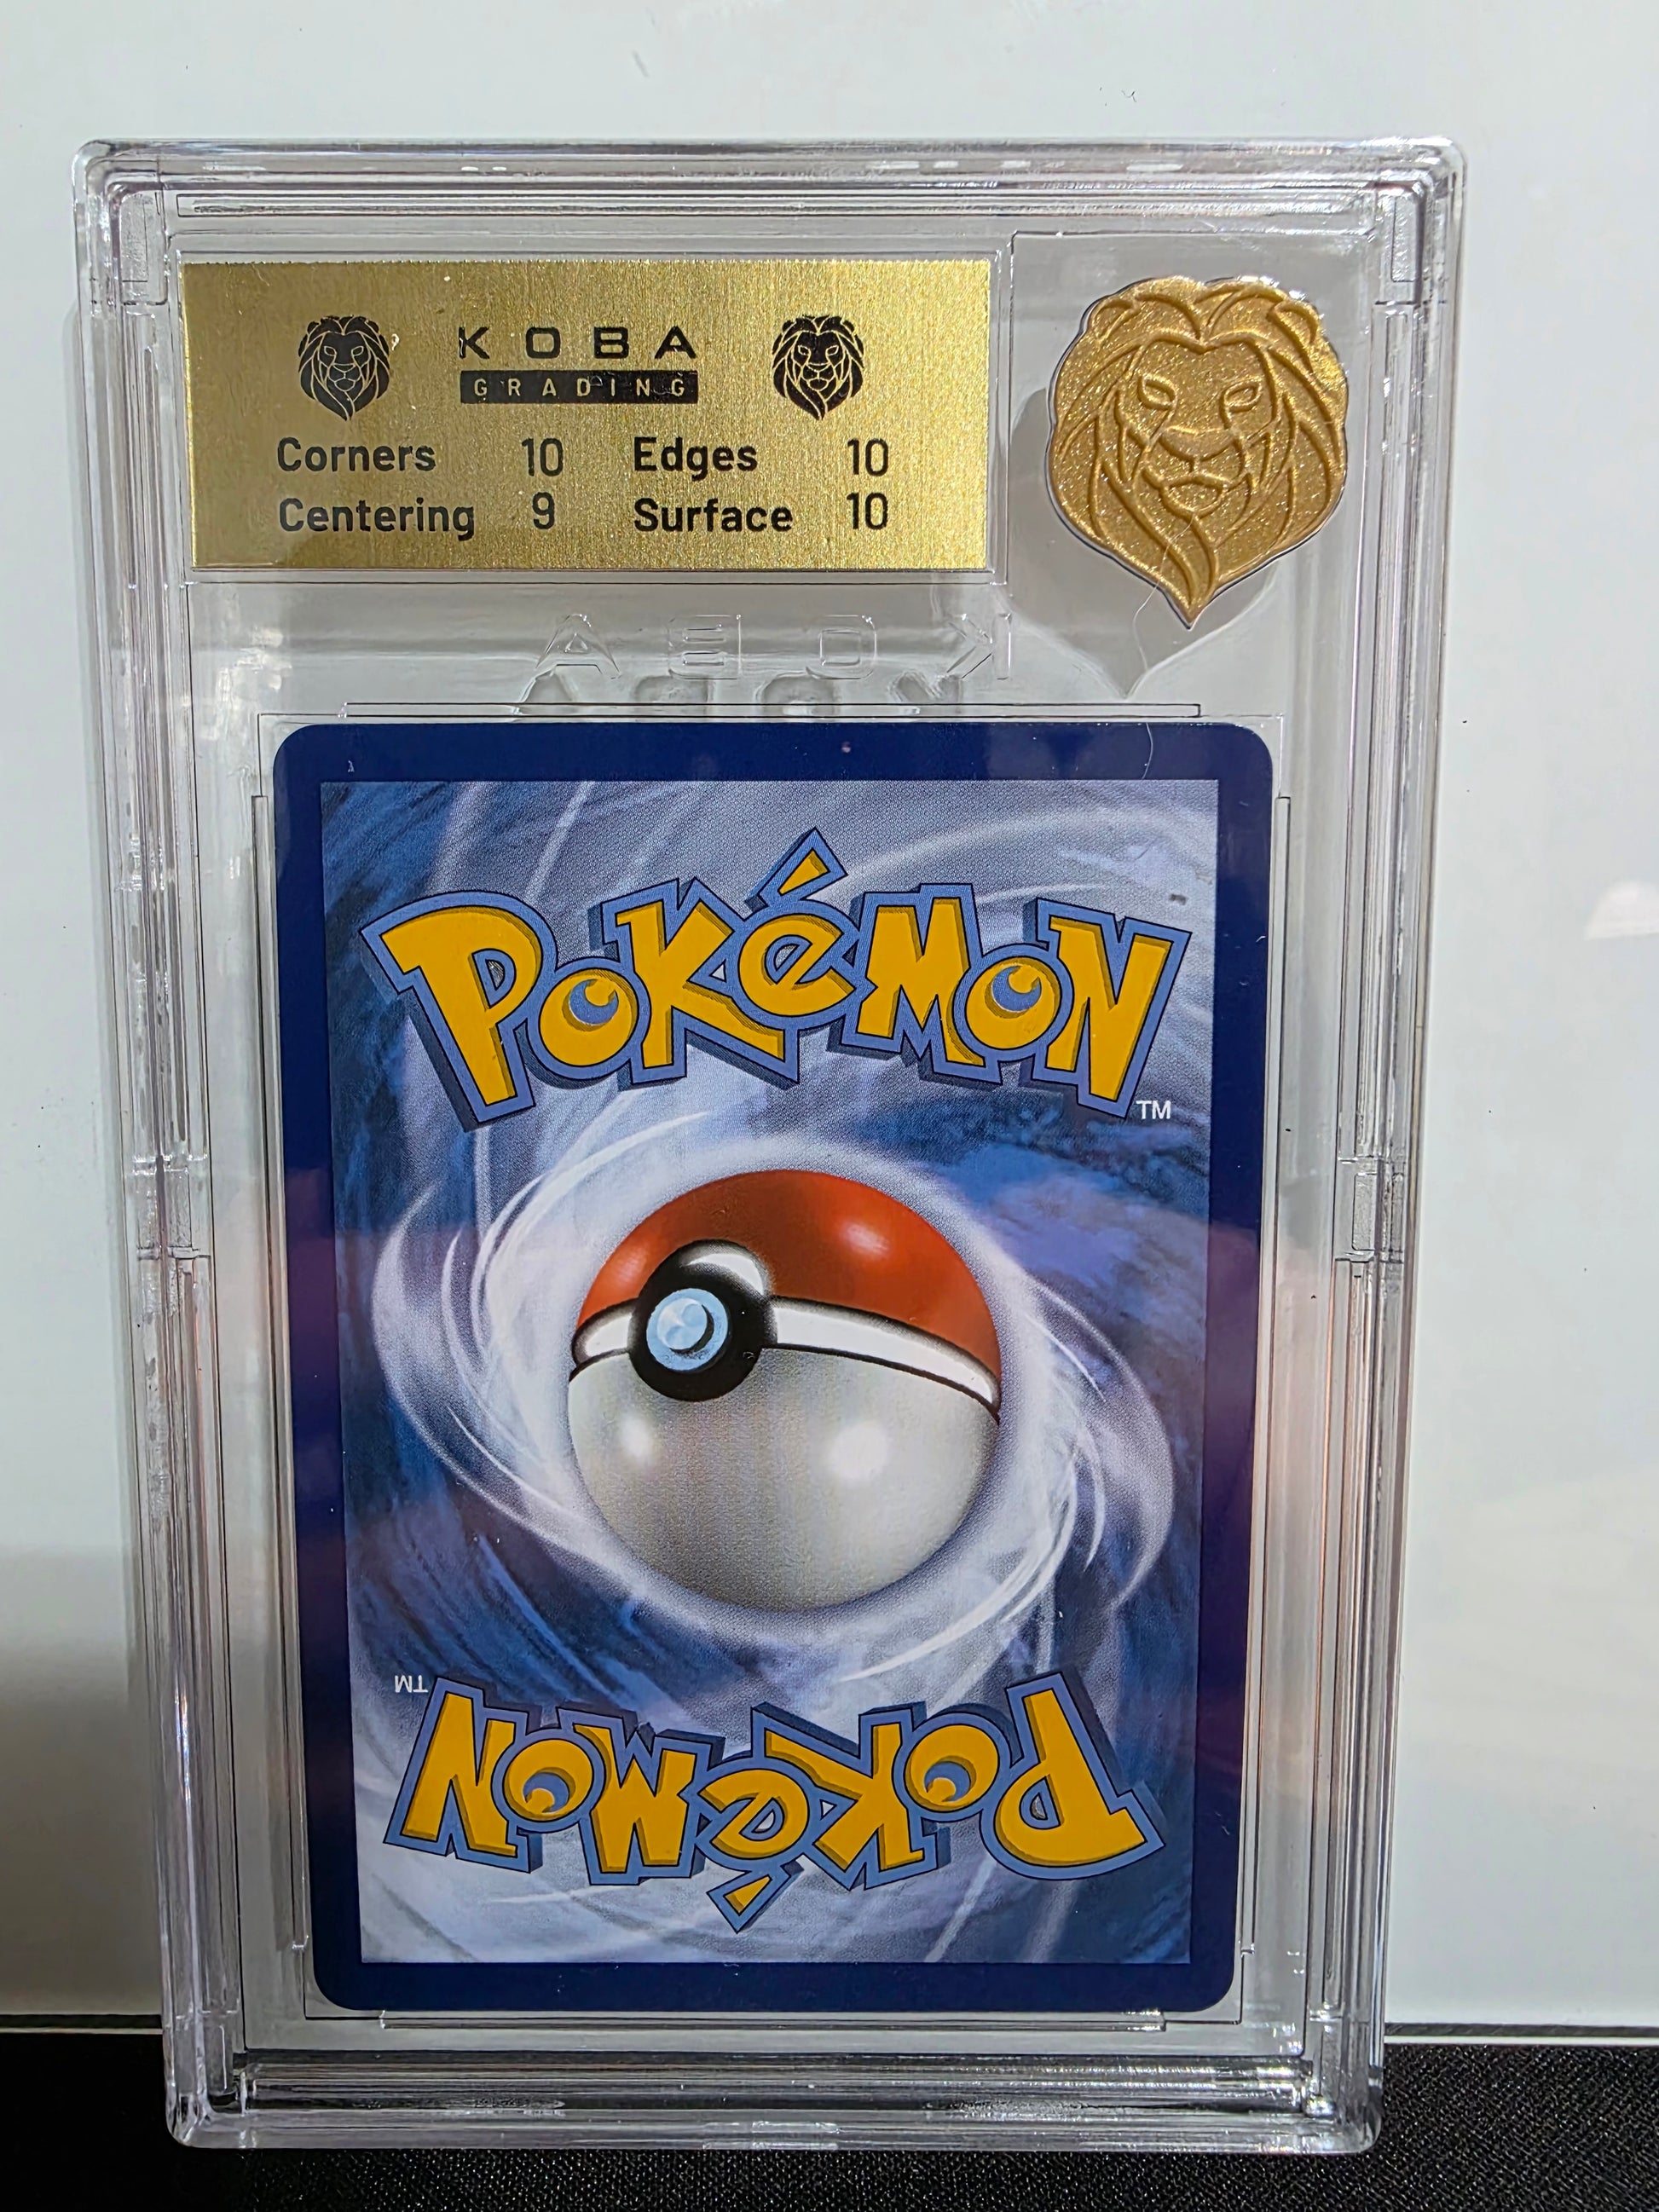 KOBA
GRADING
Corners 10 Edges 10
Centering 9 Surface 10
KOBA
POKéMON
TM
TM
POKéMON